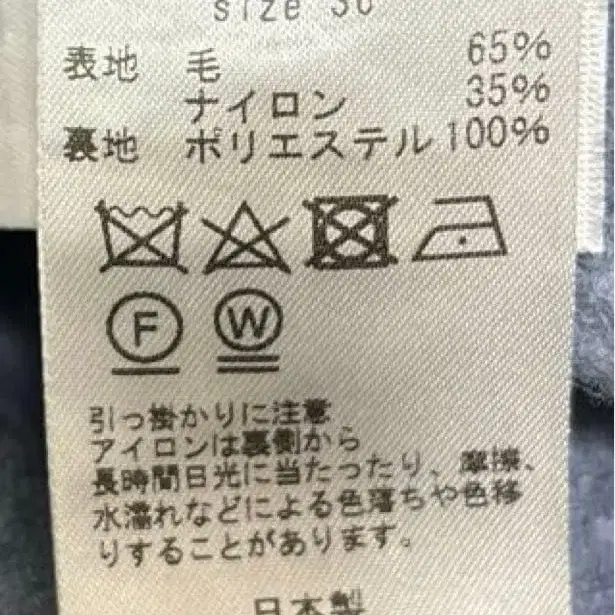 size 36
表地 毛 65%
ナイロン 35%
裏地 ポリエステル 100%
F W
引っ掛かりに注意
アイロンは裏側から
長時間日光に当たったり、摩擦、
水濡れなどによる色落ちや色移
りすることがあります。
日本製